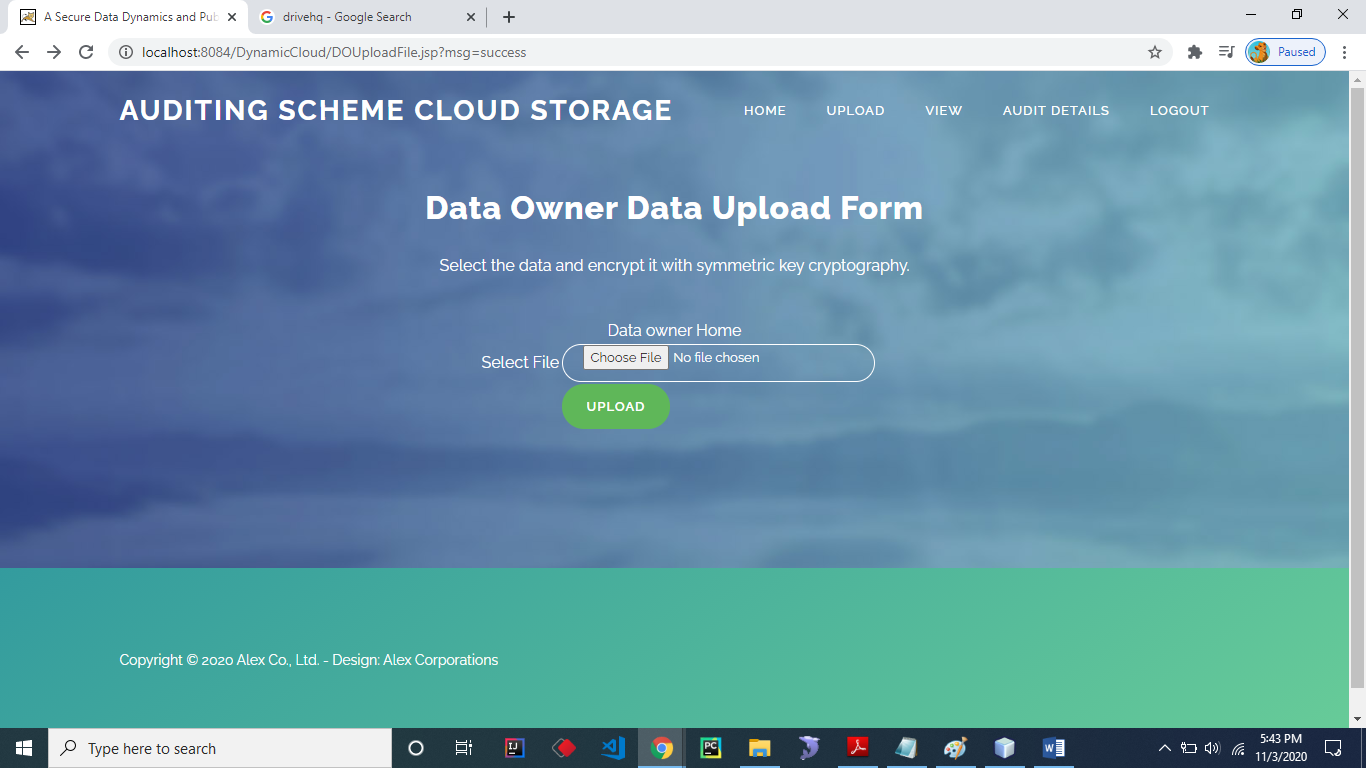 A Secure Data Dynamics and Pub
drivehq - Google Search
localhost:8084/DynamicCloud/DOUploadFile.jsp?msg=success
Paused
AUDITING SCHEME CLOUD STORAGE
HOME
UPLOAD
VIEW
AUDIT DETAILS
LOGOUT
Data Owner Data Upload Form
Select the data and encrypt it with symmetric key cryptography.
Data owner Home
Select File
Choose File No file chosen
UPLOAD
Copyright © 2020 Alex Co., Ltd. - Design: Alex Corporations
Type here to search
IJ
PC
W
5:43 PM
11/3/2020